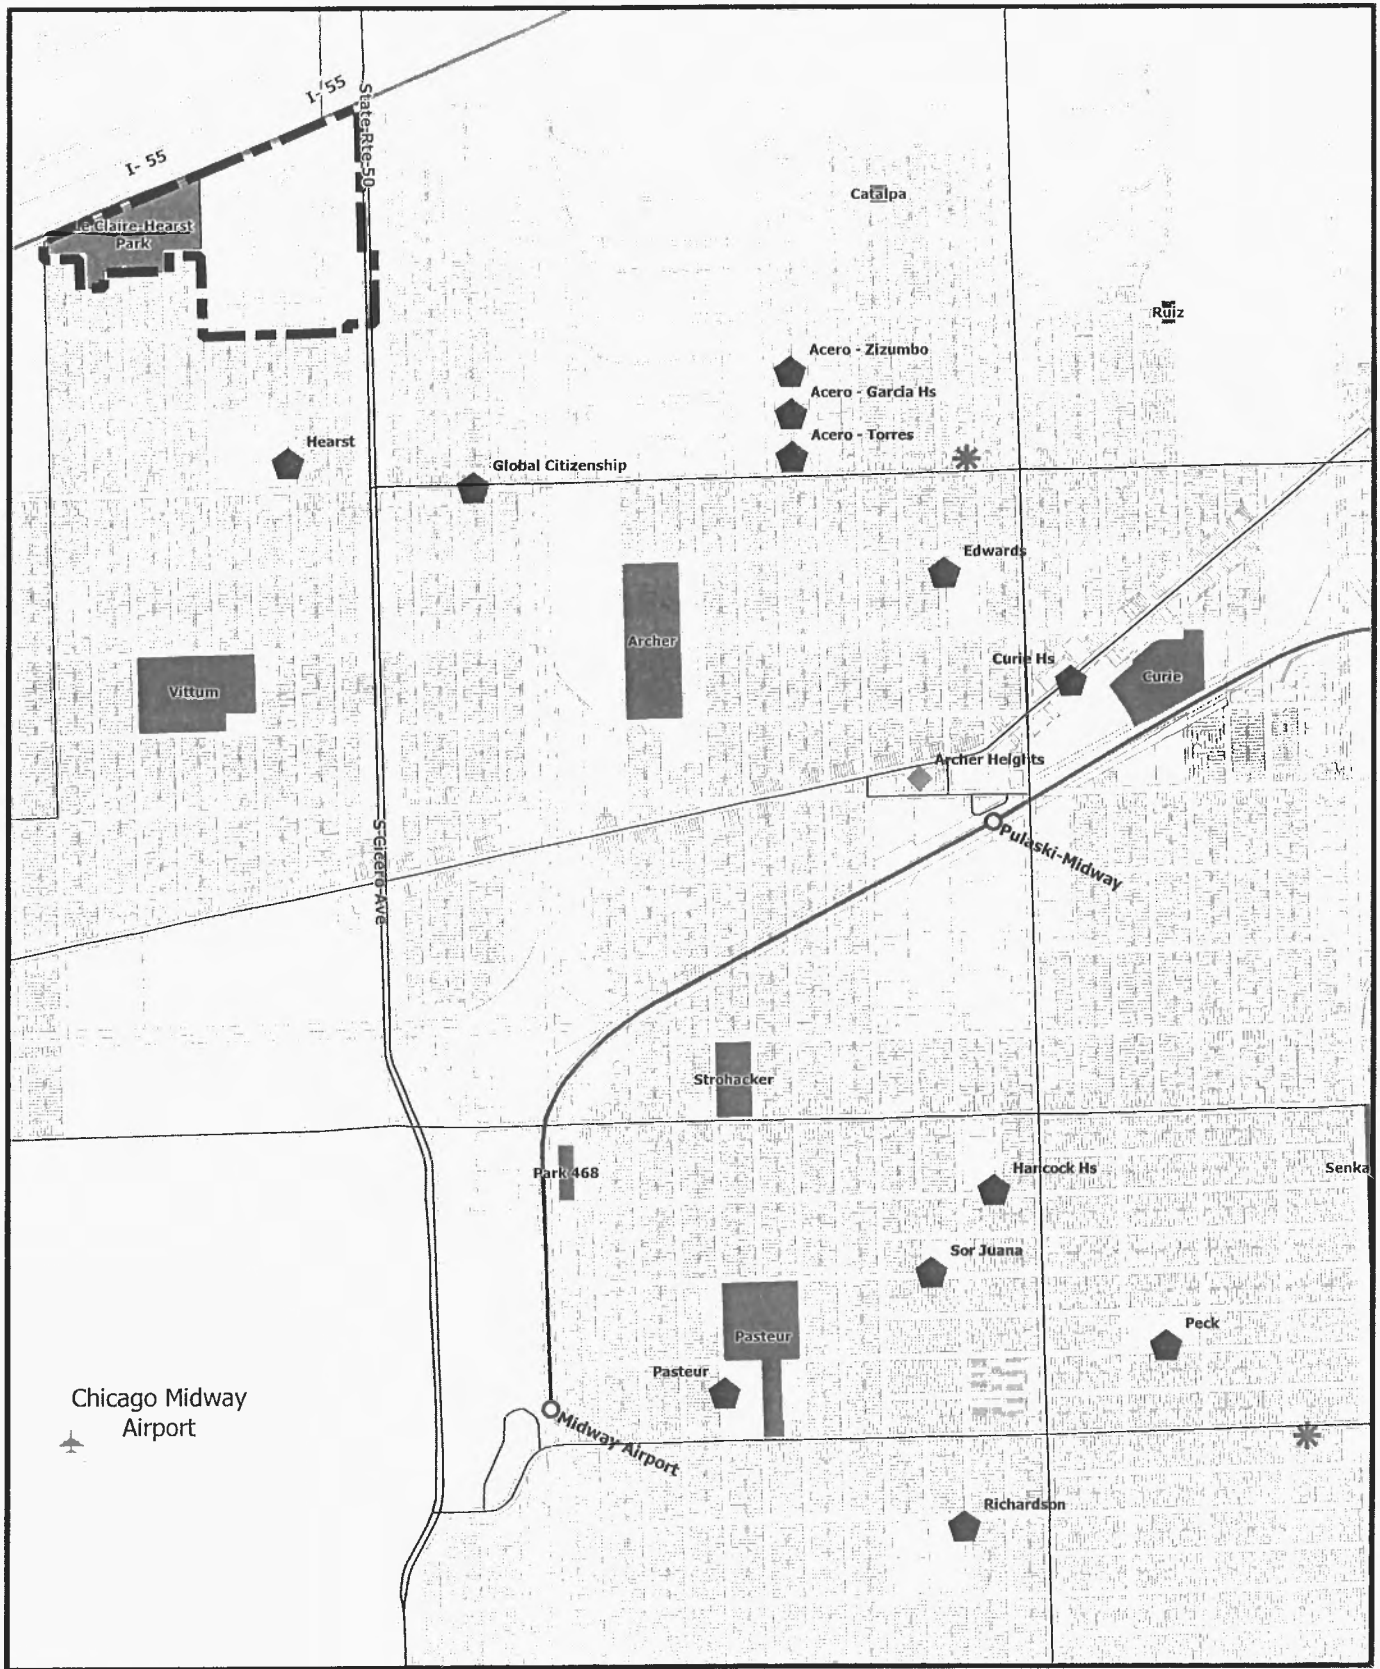 I- 55
State Rte 50
I- 55
Catalpa
Le Claire-Hearst
Park
Ruiz
Acero - Zizumbo
Acero - Garcia Hs
Acero - Torres
Hearst
Global Citizenship
Edwards
Archer
Curie Hs
Curie
Vittum
Archer Heights
Pulaski-Midway
S Cicero Ave
Strohacker
Park 468
Hancock Hs
Senka
Sor Juana
Peck
Pasteur
Pasteur
Chicago Midway
Airport
Midway Airport
Richardson